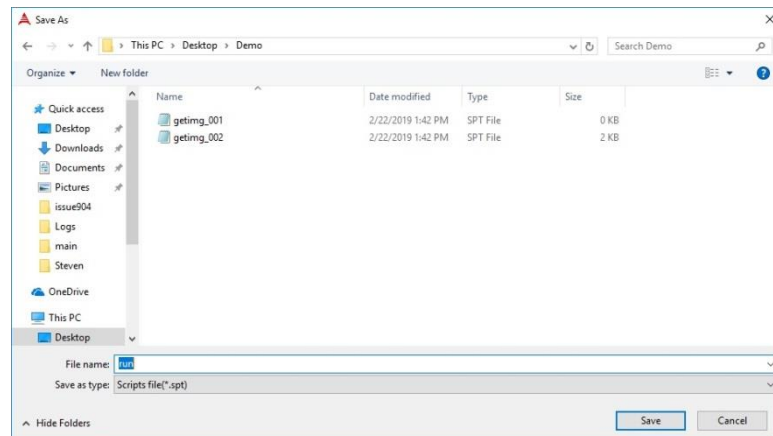 Save As
This PC > Desktop > Demo
Search Demo
Organize
New folder
Name
Date modified
Type
Size
getimg_001 2/22/2019 1:42 PM SPT File 0 KB
getimg_002 2/22/2019 1:42 PM SPT File 2 KB
Quick access
Desktop
Downloads
Documents
Pictures
issue904
Logs
main
Steven
OneDrive
This PC
Desktop
File name: run
Save as type: Scripts file(*.spt)
Hide Folders
Save
Cancel